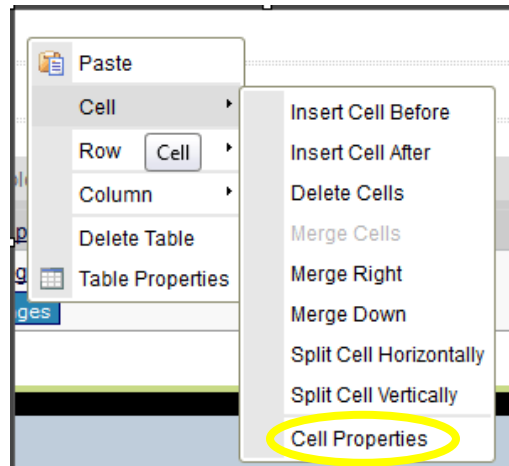 Paste
Cell
Row
Cell
Column
Delete Table
Table Properties
ges
Insert Cell Before
Insert Cell After
Delete Cells
Merge Cells
Merge Right
Merge Down
Split Cell Horizontally
Split Cell Vertically
Cell Properties